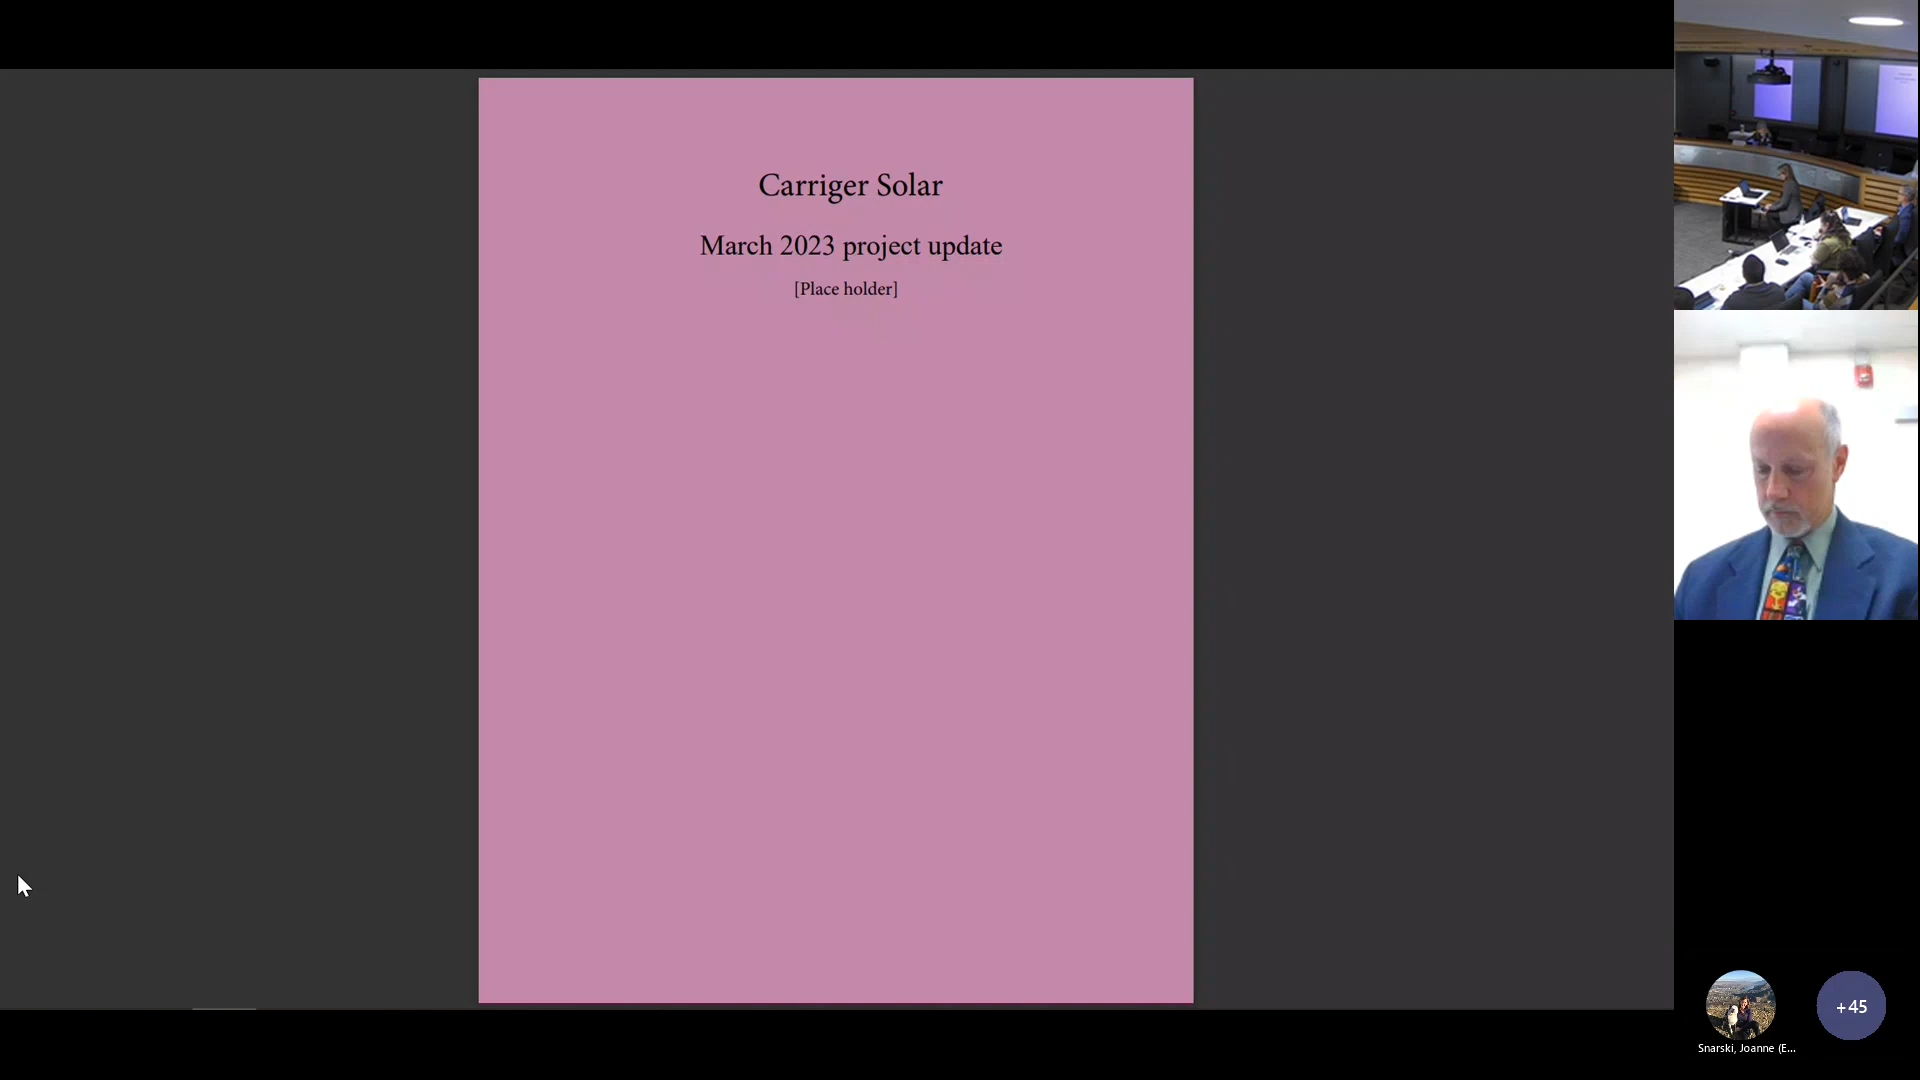 Carriger Solar
March 2023 project update
[Place holder]
+45
Snarski, Joanne (E...